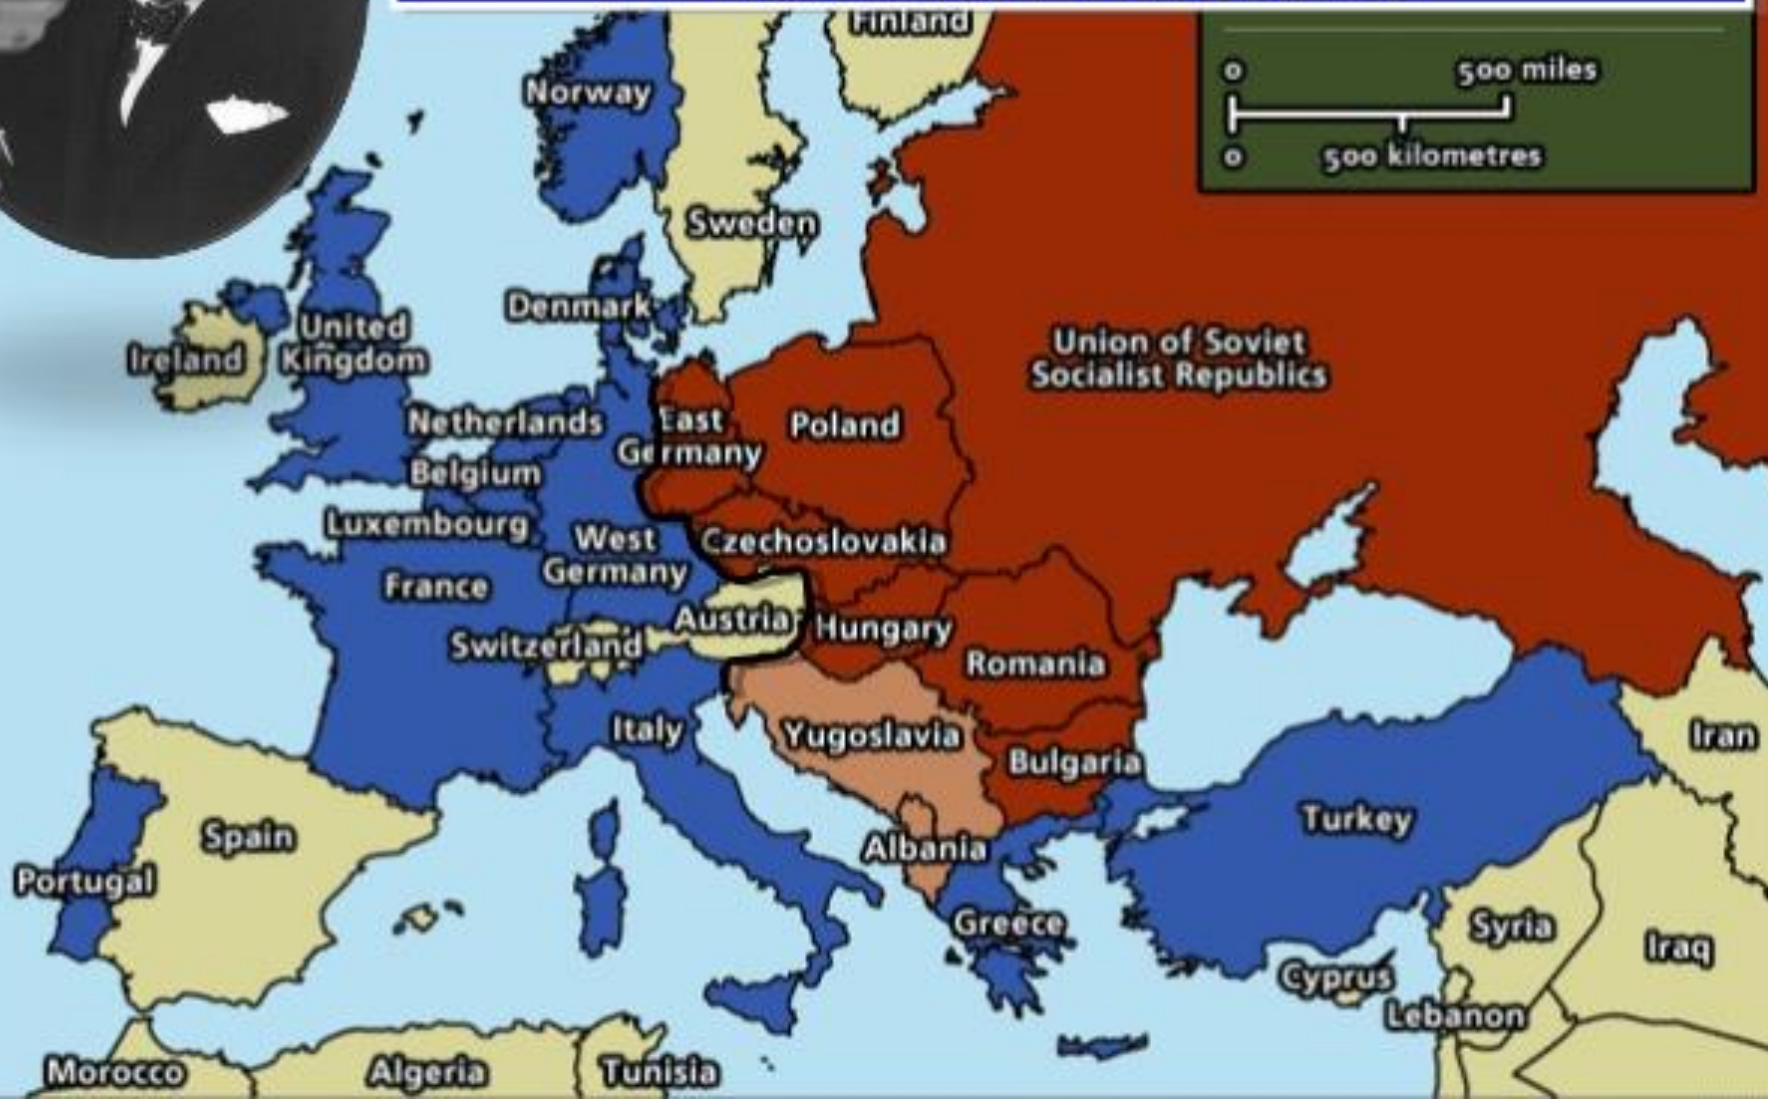 Finland
0 500 miles
Norway
0 500 kilometres
Sweden
Denmark
United
Kingdom
Ireland
Union of Soviet
Socialist Republics
Netherlands
East
Germany
Poland
Belgium
Luxembourg
West
Germany
Czechoslovakia
France
Austria
Hungary
Switzerland
Romania
Italy
Yugoslavia
Iran
Bulgaria
Turkey
Spain
Albania
Portugal
Greece
Syria
Iraq
Cyprus
Lebanon
Morocco
Algeria
Tunisia